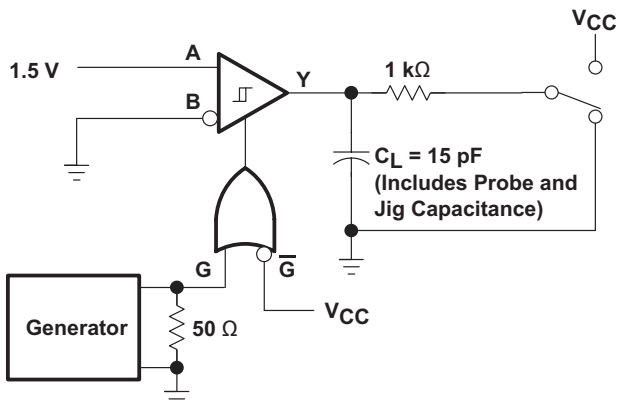 VCC
A
1.5 V
Y
1 kΩ
B
CL = 15 pF
(Includes Probe and
Jig Capacitance)
G
G̅
Generator
50 Ω
VCC